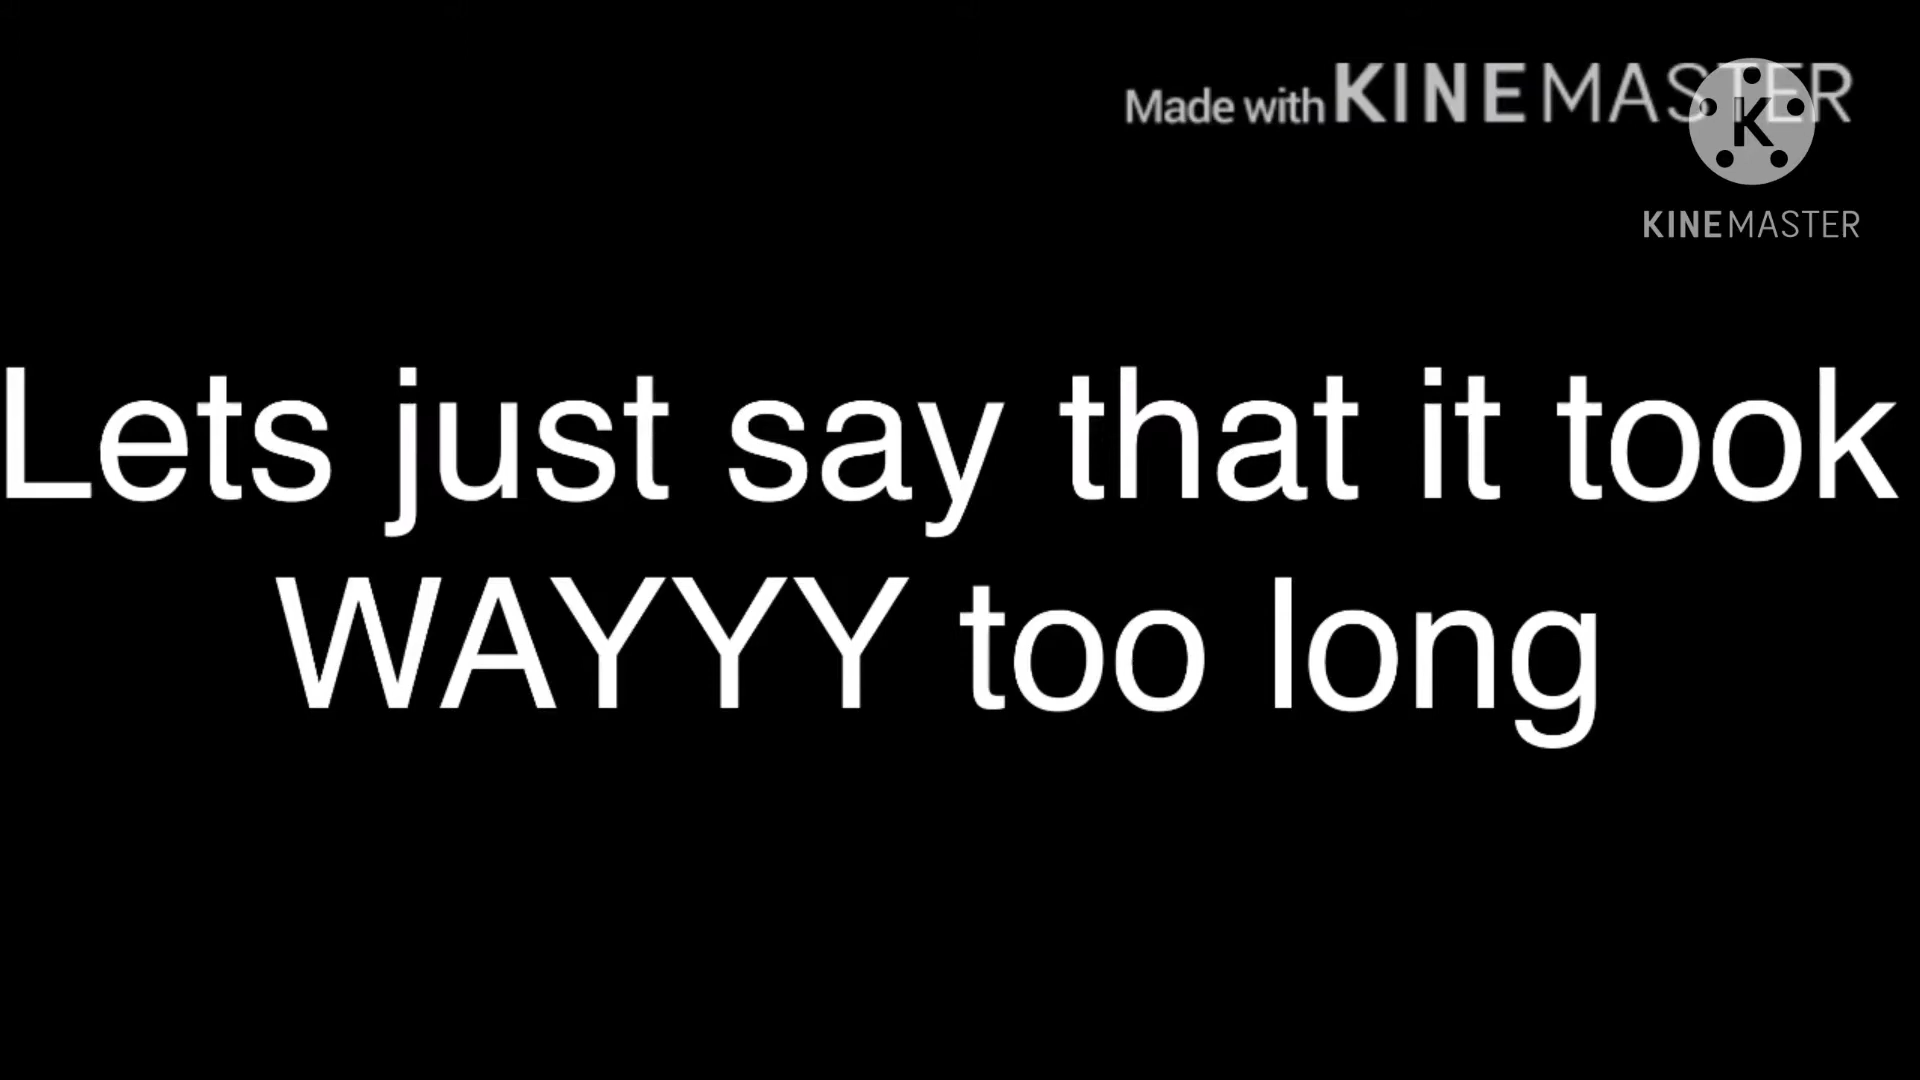 Made with KINEMASTER
K
KINEMASTER
Lets just say that it took
WAYYY too long